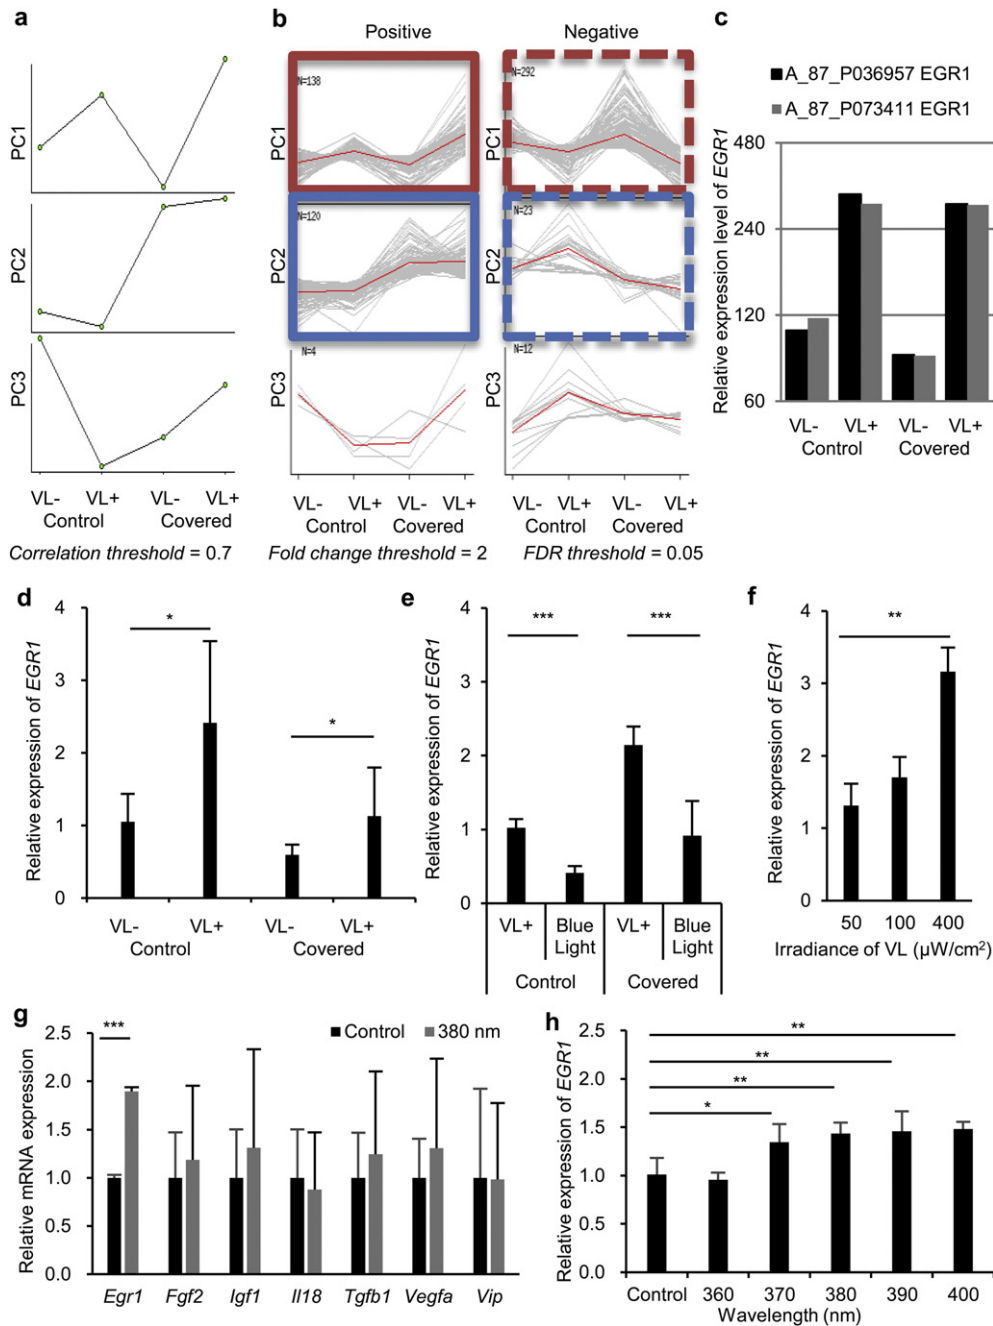 a
PC1
PC2
PC3
VL- VL+ VL- VL+
Control Covered
Correlation threshold = 0.7
b
Positive Negative
PC1 N=138
PC1 N=292
PC2 N=120
PC2 N=23
PC3 N=4
PC3 N=12
VL- VL+ VL- VL+
Control Covered
VL- VL+ VL- VL+
Control Covered
Fold change threshold = 2
FDR threshold = 0.05
c
A_87_P036957 EGR1
A_87_P073411 EGR1
Relative expression level of EGR1
480
240
120
60
VL- VL+ VL- VL+
Control Covered
d
Relative expression of EGR1
4
3
2
1
0
*
*
VL- VL+ VL- VL+
Control Covered
e
Relative expression of EGR1
4
3
2
1
0
***
***
VL+ Blue Light VL+ Blue Light
Control Covered
f
Relative expression of EGR1
4
3
2
1
0
**
50 100 400
Irradiance of VL (µW/cm²)
g
Relative mRNA expression
2.5
2.0
1.5
1.0
0.5
0.0
***
Control 380 nm
Egr1 Fgf2 Igf1 Il18 Tgfb1 Vegfa Vip
h
Relative expression of EGR1
2.5
2.0
1.5
1.0
0.5
0.0
**
**
**
*
Control 360 370 380 390 400
Wavelength (nm)